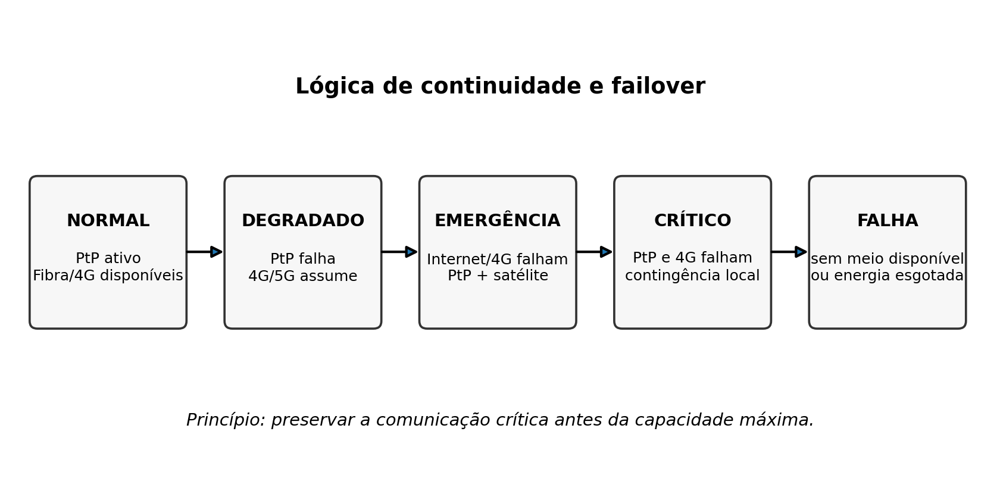 Lógica de continuidade e failover
NORMAL
PtP ativo
Fibra/4G disponíveis
DEGRADADO
PtP falha
4G/5G assume
EMERGÊNCIA
Internet/4G falham
PtP + satélite
CRÍTICO
PtP e 4G falham
contingência local
FALHA
sem meio disponível
ou energia esgotada
Princípio: preservar a comunicação crítica antes da capacidade máxima.